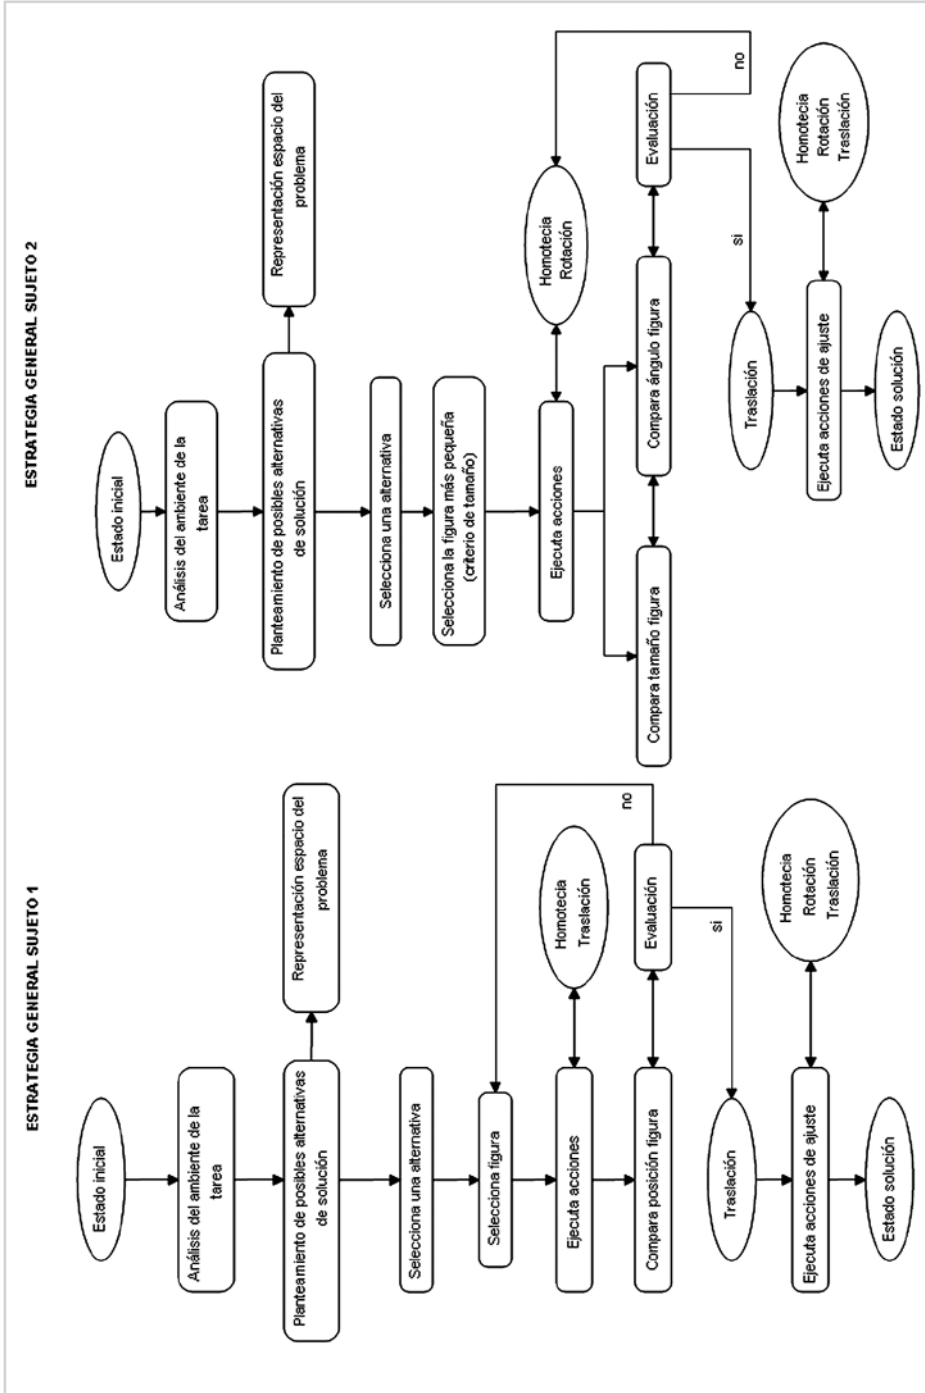 ESTRATEGIA GENERAL SUJETO 1
Estado inicial
Análisis del ambiente de la
tarea
Planteamiento de posibles alternativas
de solución
Representación espacio del
problema
Selecciona una alternativa
Selecciona figura
Ejecuta acciones
Homotecia
Traslación
Compara posición figura
Evaluación
no
si
Traslación
Ejecuta acciones de ajuste
Homotecia
Rotación
Traslación
Estado solución
ESTRATEGIA GENERAL SUJETO 2
Estado inicial
Análisis del ambiente de la
tarea
Planteamiento de posibles alternativas
de solución
Representación espacio del
problema
Selecciona una alternativa
Selecciona la figura más pequeña
(criterio de tamaño)
Ejecuta acciones
Homotecia
Rotación
Compara tamaño figura
Compara ángulo figura
Evaluación
no
si
Traslación
Ejecuta acciones de ajuste
Homotecia
Rotación
Traslación
Estado solución